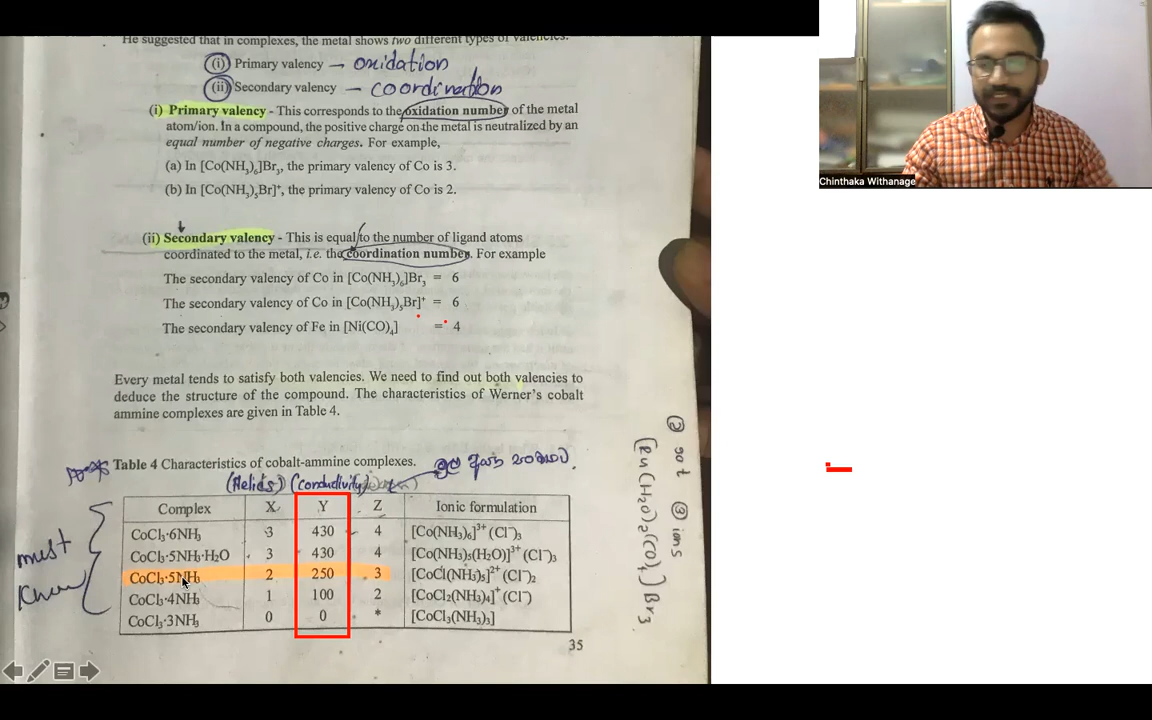 He suggested that in complexes, the metal shows two different types of valencies.
(i) Primary valency → oxidation
(ii) Secondary valency – coordination
(i) Primary valency - This corresponds to the oxidation number of the metal
atom/ion. In a compound, the positive charge on the metal is neutralized by an
equal number of negative charges. For example,
(a) In [Co(NH₃)₆]Br₃, the primary valency of Co is 3.
(b) In [Co(NH₃)₅Br]⁺, the primary valency of Co is 2.
(ii) Secondary valency - This is equal to the number of ligand atoms
coordinated to the metal, i.e. the coordination number. For example
The secondary valency of Co in [Co(NH₃)₆]Br₃ = 6
The secondary valency of Co in [Co(NH₃)₅Br]⁺ = 6
The secondary valency of Fe in [Ni(CO)₄] = 4
Every metal tends to satisfy both valencies. We need to find out both valencies to
deduce the structure of the compound. The characteristics of Werner's cobalt
ammine complexes are given in Table 4.
Table 4 Characteristics of cobalt-ammine complexes.
(conductivity)
must
know
Complex X Y Z Ionic formulation
CoCl₃·6NH₃ 3 430 4 [Co(NH₃)₆]³⁺(Cl⁻)₃
CoCl₃·5NH₃·H₂O 3 430 4 [Co(NH₃)₅(H₂O)]³⁺(Cl⁻)₃
CoCl₃·5NH₃ 2 250 3 [CoCl(NH₃)₅]²⁺(Cl⁻)₂
CoCl₃·4NH₃ 1 100 2 [CoCl₂(NH₃)₄]⁺(Cl⁻)
CoCl₃·3NH₃ 0 0 * [CoCl₃(NH₃)₃]
35
② ③ ions
[Ru(H₂O)₂(CO)₄]Br₃
Chinthaka Withanage